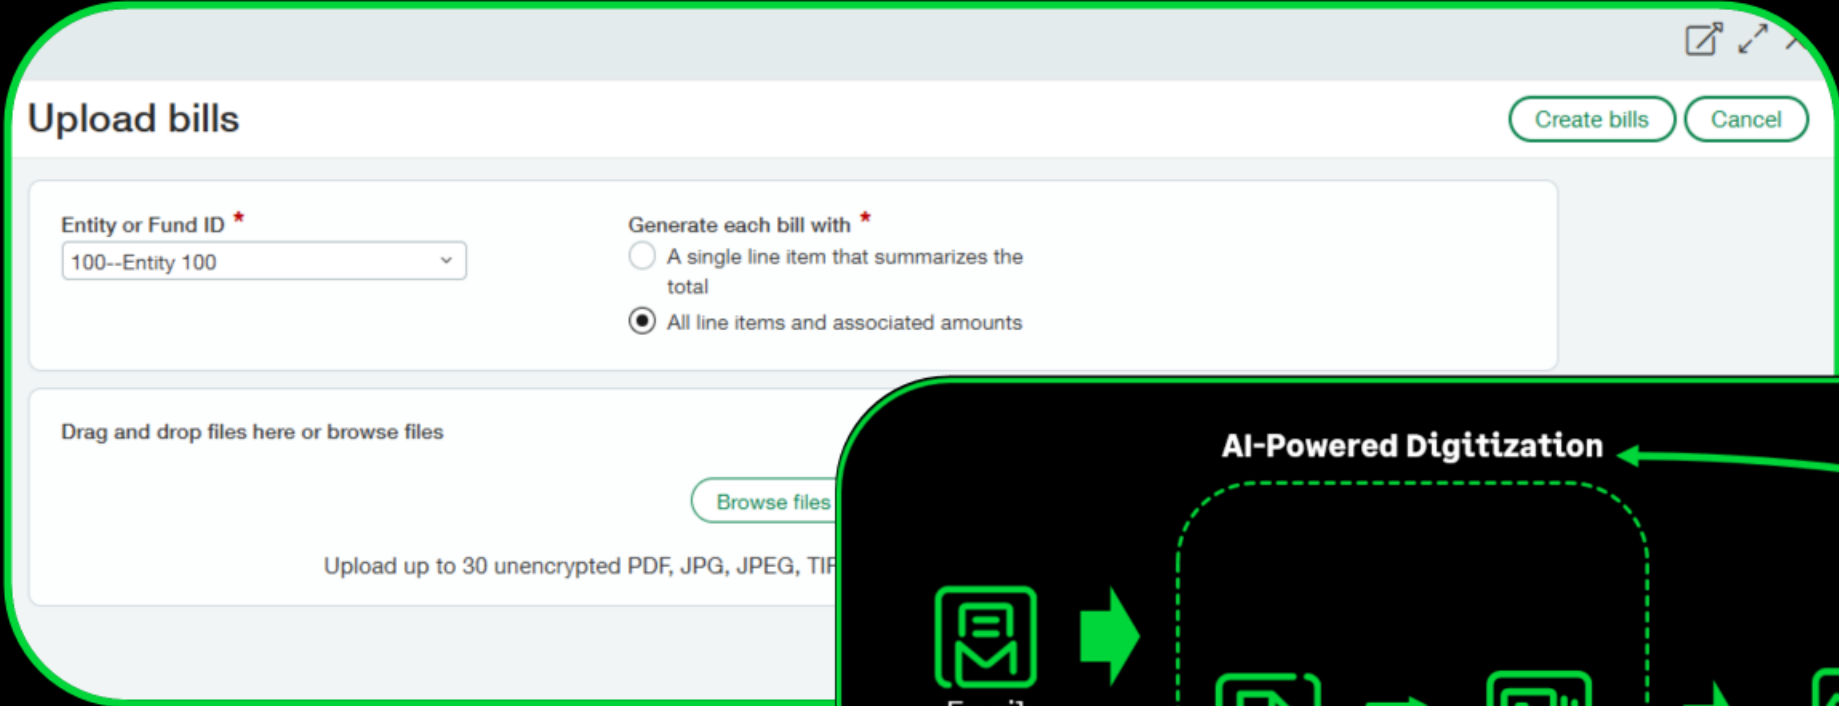 Upload bills
Create bills
Cancel
Entity or Fund ID *
100--Entity 100
Generate each bill with *
A single line item that summarizes the
total
All line items and associated amounts
Drag and drop files here or browse files
Browse files
Upload up to 30 unencrypted PDF, JPG, JPEG,
AI-Powered Digitization